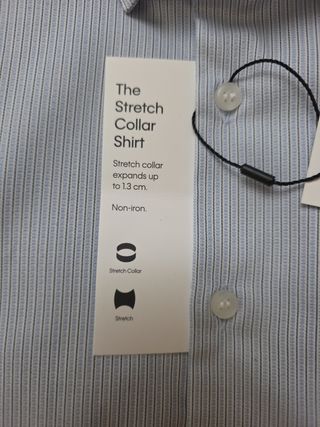 The
Stretch
Collar
Shirt
Stretch collar
expands up
to 1.3 cm.
Non-iron.
Stretch Collar
Stretch